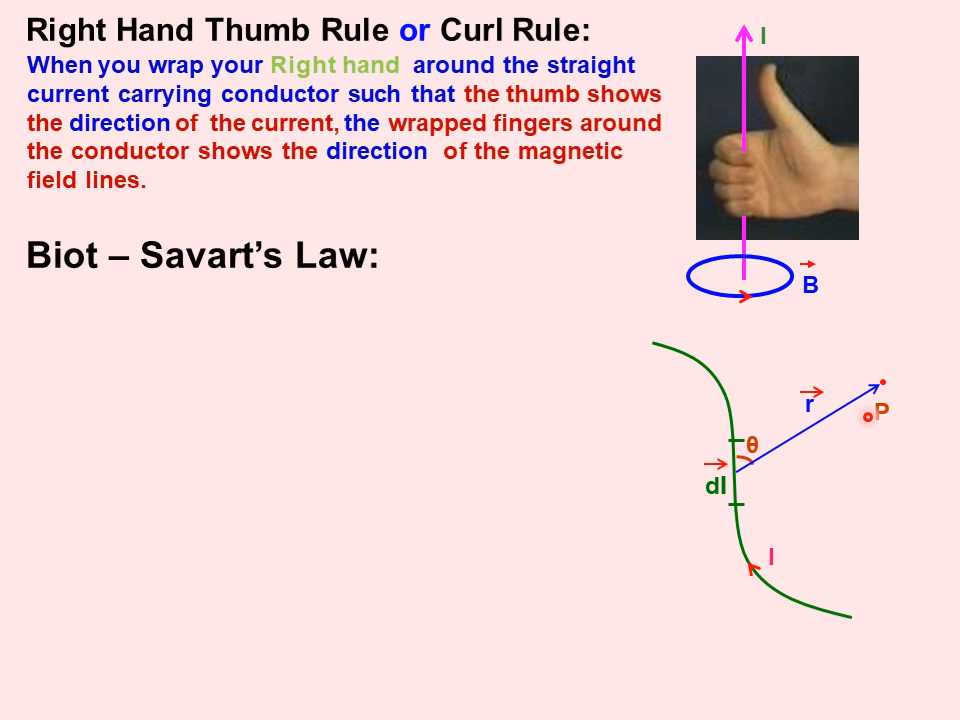 Right Hand Thumb Rule or Curl Rule:
When you wrap your Right hand around the straight
current carrying conductor such that the thumb shows
the direction of the current, the wrapped fingers around
the conductor shows the direction of the magnetic
field lines.
I
B
Biot – Savart’s Law:
r
P
θ
dl
I